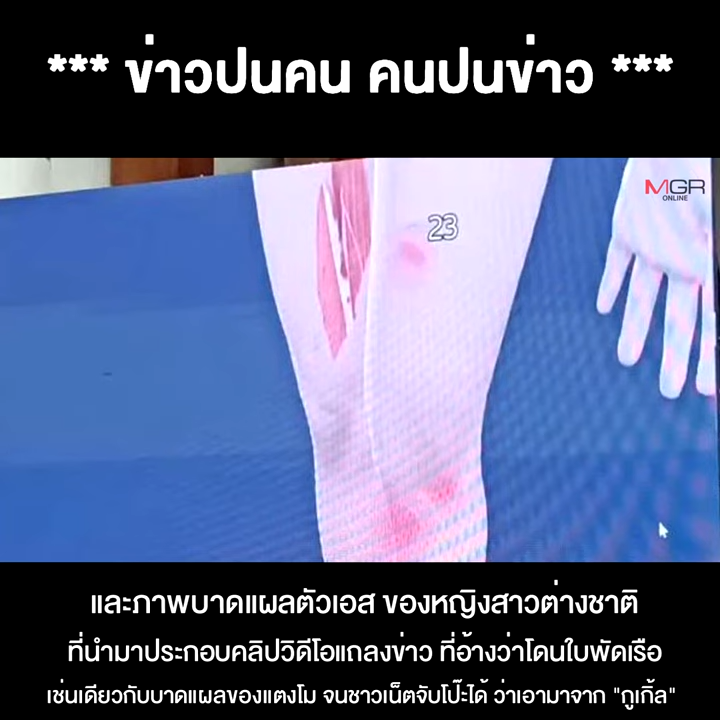 *** ข่าวปนคน คนปนข่าว ***
MGR
ONLINE
23
และภาพบาดแผลตัวเอส ของหญิงสาวต่างชาติ
ที่นำมาประกอบคลิปวิดีโอแถลงข่าว ที่อ้างว่าโดนใบพัดเรือ
เช่นเดียวกับบาดแผลของแตงโม จนชาวเน็ตจับโป๊ะได้ ว่าเอามาจาก "กูเกิ้ล"